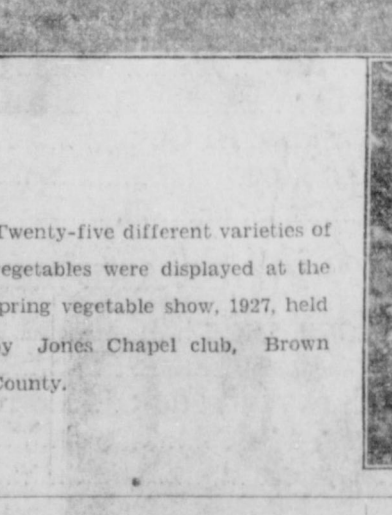 Twenty-five different varieties of
egetables were displayed at the
pring vegetable show, 1927, held
y Jones Chapel club, Brown
County.